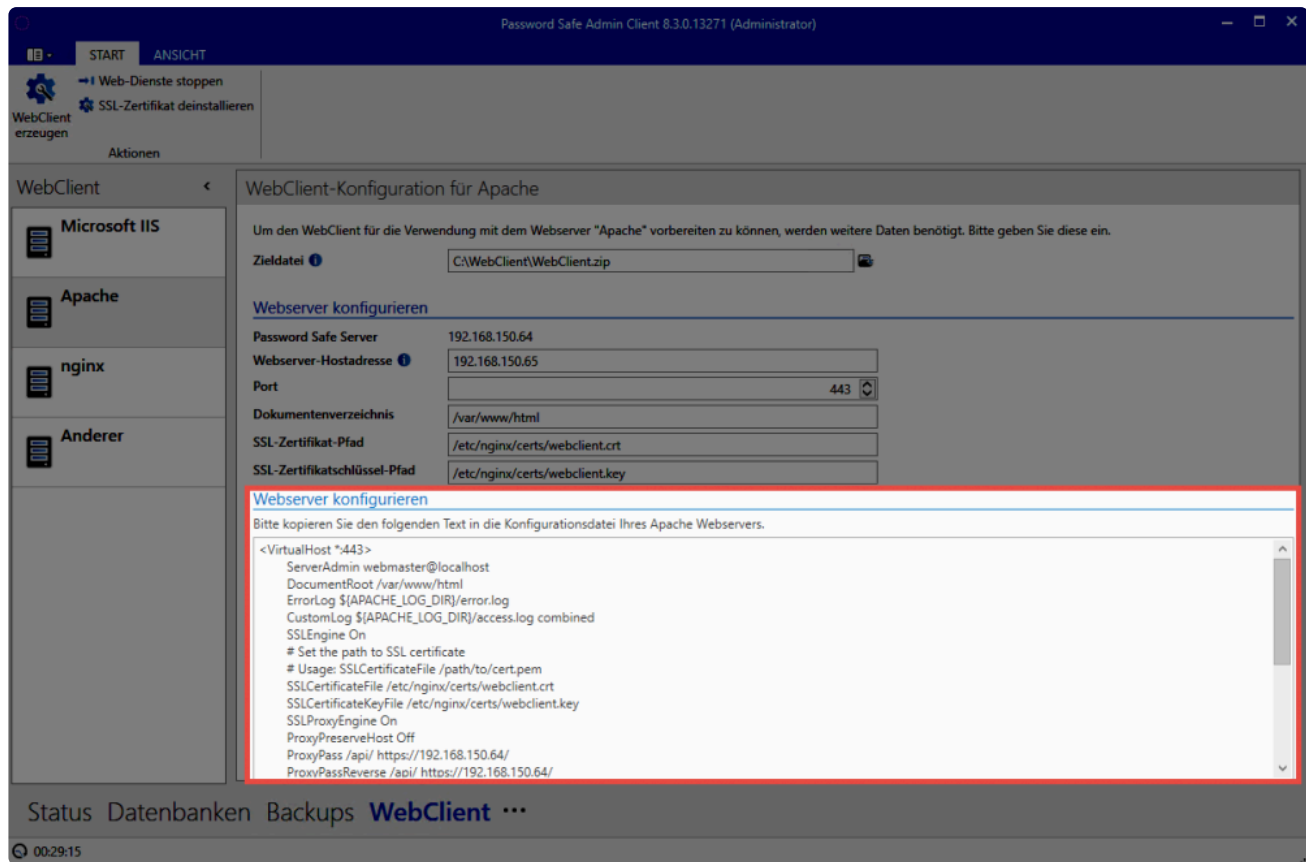 Password Safe Admin Client 8.3.0.13271 (Administrator)
START ANSICHT
Web-Dienste stoppen
SSL-Zertifikat deinstallieren
WebClient
erzeugen
Aktionen
WebClient
Microsoft IIS
Apache
nginx
Anderer
WebClient-Konfiguration für Apache
Um den WebClient für die Verwendung mit dem Webserver "Apache" vorbereiten zu können, werden weitere Daten benötigt. Bitte geben Sie diese ein.
Zieldatei C:\WebClient\WebClient.zip
Webserver konfigurieren
Password Safe Server 192.168.150.64
Webserver-Hostadresse 192.168.150.65
Port 443
Dokumentenverzeichnis /var/www/html
SSL-Zertifikat-Pfad /etc/nginx/certs/webclient.crt
SSL-Zertifikatschlüssel-Pfad /etc/nginx/certs/webclient.key
Webserver konfigurieren
Bitte kopieren Sie den folgenden Text in die Konfigurationsdatei Ihres Apache Webservers.
<VirtualHost *:443>
ServerAdmin webmaster@localhost
DocumentRoot /var/www/html
ErrorLog ${APACHE_LOG_DIR}/error.log
CustomLog ${APACHE_LOG_DIR}/access.log combined
SSLEngine On
# Set the path to SSL certificate
# Usage: SSLCertificateFile /path/to/cert.pem
SSLCertificateFile /etc/nginx/certs/webclient.crt
SSLCertificateKeyFile /etc/nginx/certs/webclient.key
SSLProxyEngine On
ProxyPreserveHost Off
ProxyPass /api/ https://192.168.150.64/
ProxyPassReverse /api/ https://192.168.150.64/
Status Datenbanken Backups WebClient ···
00:29:15